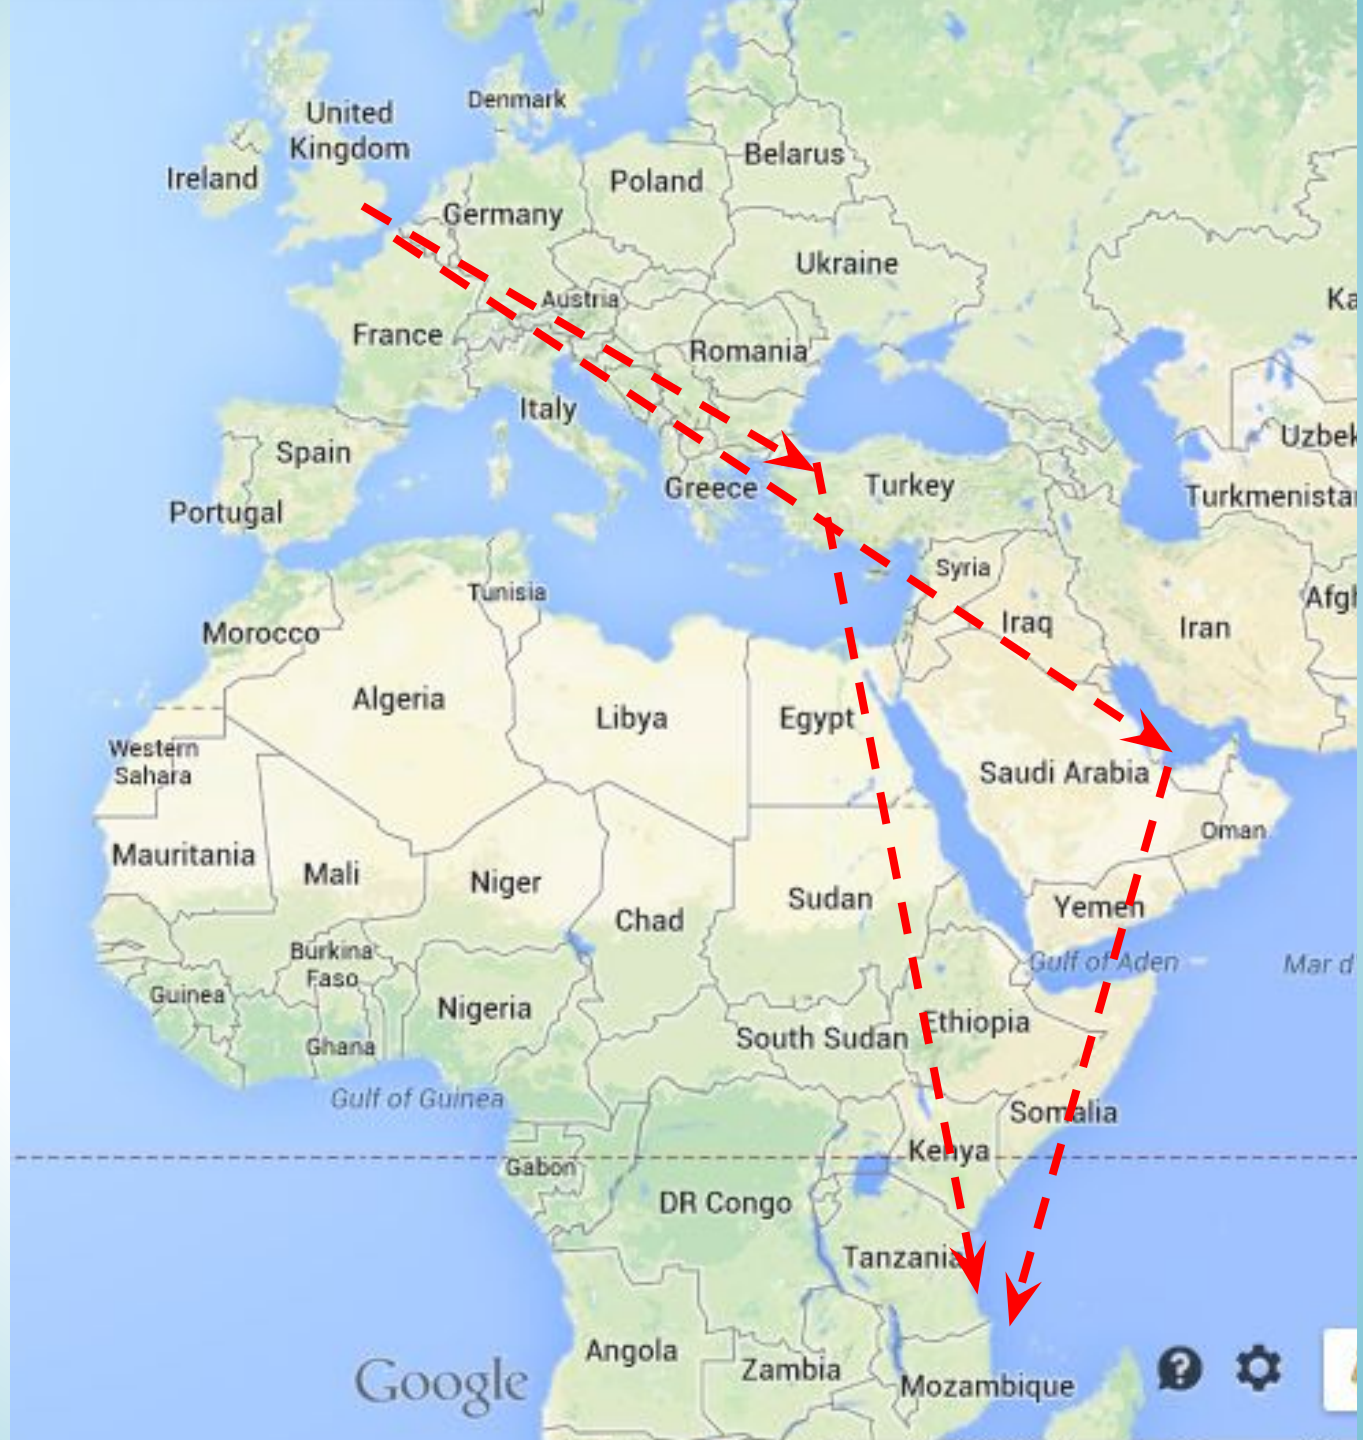 Denmark
United
Kingdom
Belarus
Ireland
Poland
Germany
Ukraine
Austria
Ka
France
Romania
Italy
Uzbek
Spain
Greece
Turkey
Turkmenista
Portugal
Syria
Tunisia
Afgh
Iraq
Iran
Morocco
Algeria
Libya
Egypt
Western
Sahara
Saudi Arabia
Oman
Mauritania
Mali
Niger
Sudan
Yemen
Chad
Burkina
Faso
Gulf of Aden
Mar d
Guinea
Nigeria
Ethiopia
South Sudan
Ghana
Gulf of Guinea
Somalia
Kenya
Gabon
DR Congo
Tanzania
Angola
Zambia
Google
Mozambique